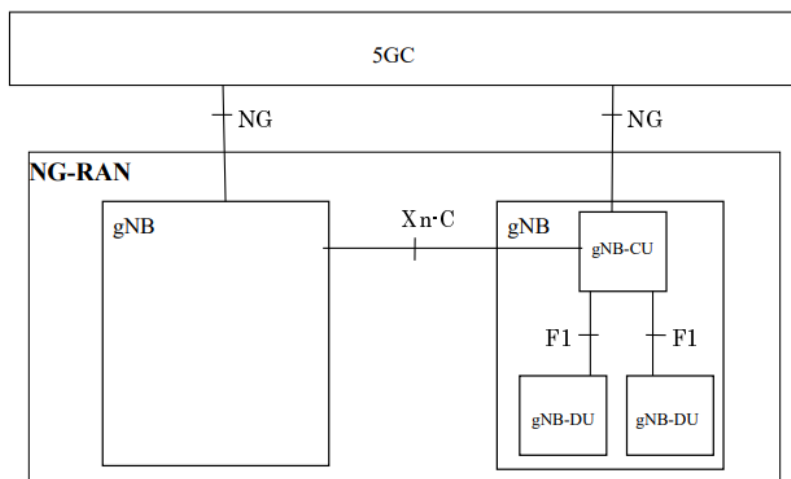 5GC
NG
NG
NG-RAN
gNB
Xn-C
gNB
gNB-CU
F1
F1
gNB-DU
gNB-DU